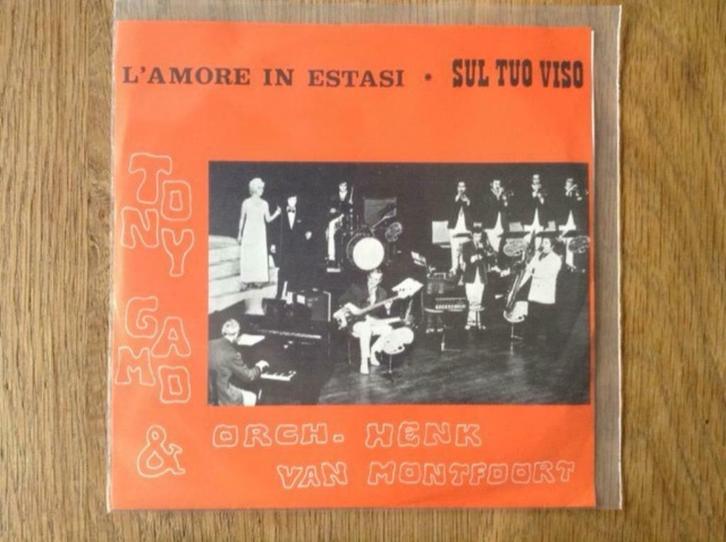 L'AMORE IN ESTASI • SUL TUO VISO
TONY
GAMO
& ORCH. HENK
VAN MONTFOORT